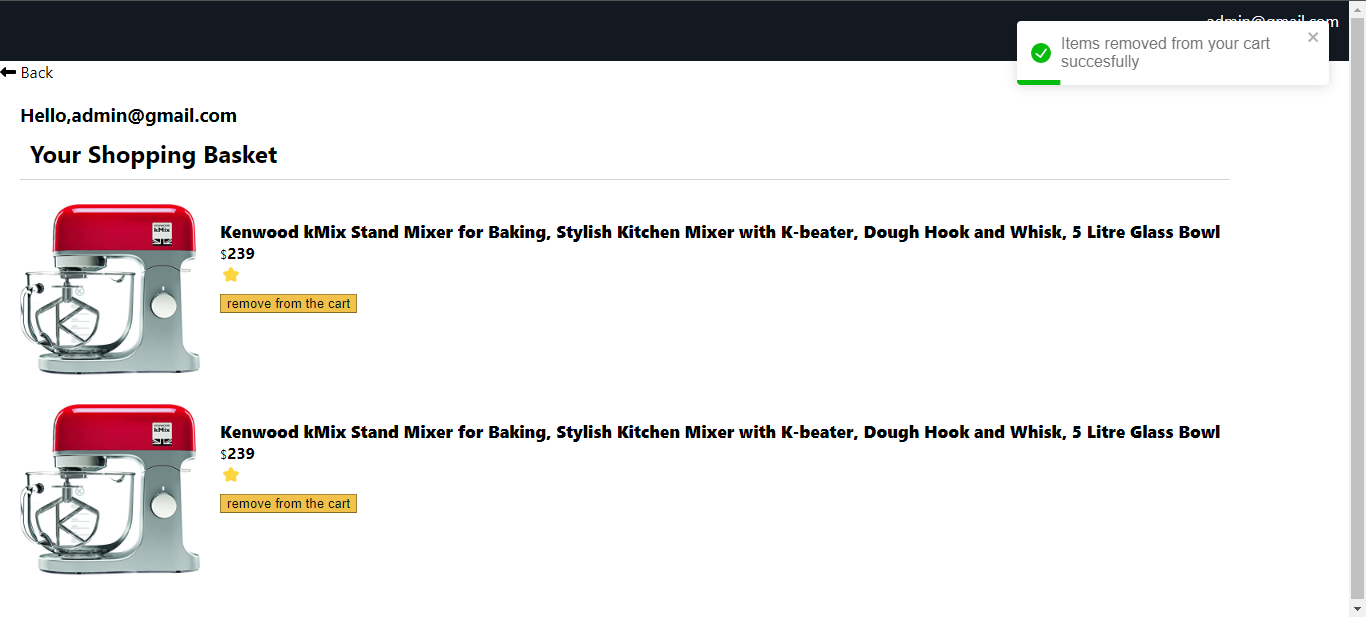 admin@gmail.com
Items removed from your cart
succesfully
Back
Hello,admin@gmail.com
Your Shopping Basket
kMix
Kenwood kMix Stand Mixer for Baking, Stylish Kitchen Mixer with K-beater, Dough Hook and Whisk, 5 Litre Glass Bowl
$239
remove from the cart
kMix
Kenwood kMix Stand Mixer for Baking, Stylish Kitchen Mixer with K-beater, Dough Hook and Whisk, 5 Litre Glass Bowl
$239
remove from the cart